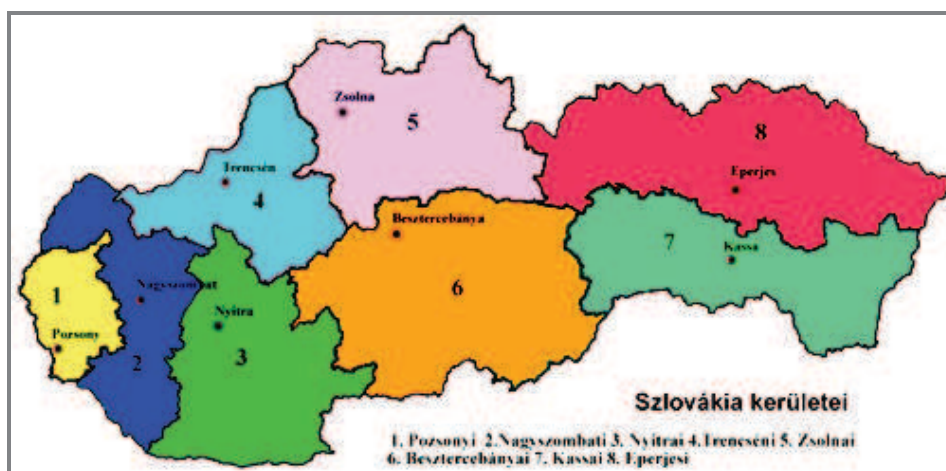 Zsolna
5
8
Trencsén
Eperjes
4
Besztercebánya
7
Kassa
1
Nagyszombat
6
Nyitra
Pozsony
2
3
Szlovákia kerületei
1. Pozsonyi 2.Nagyszombati 3. Nyitrai 4.Trencséni 5. Zsolnai
6. Besztercebányai 7. Kassai 8. Eperjesi